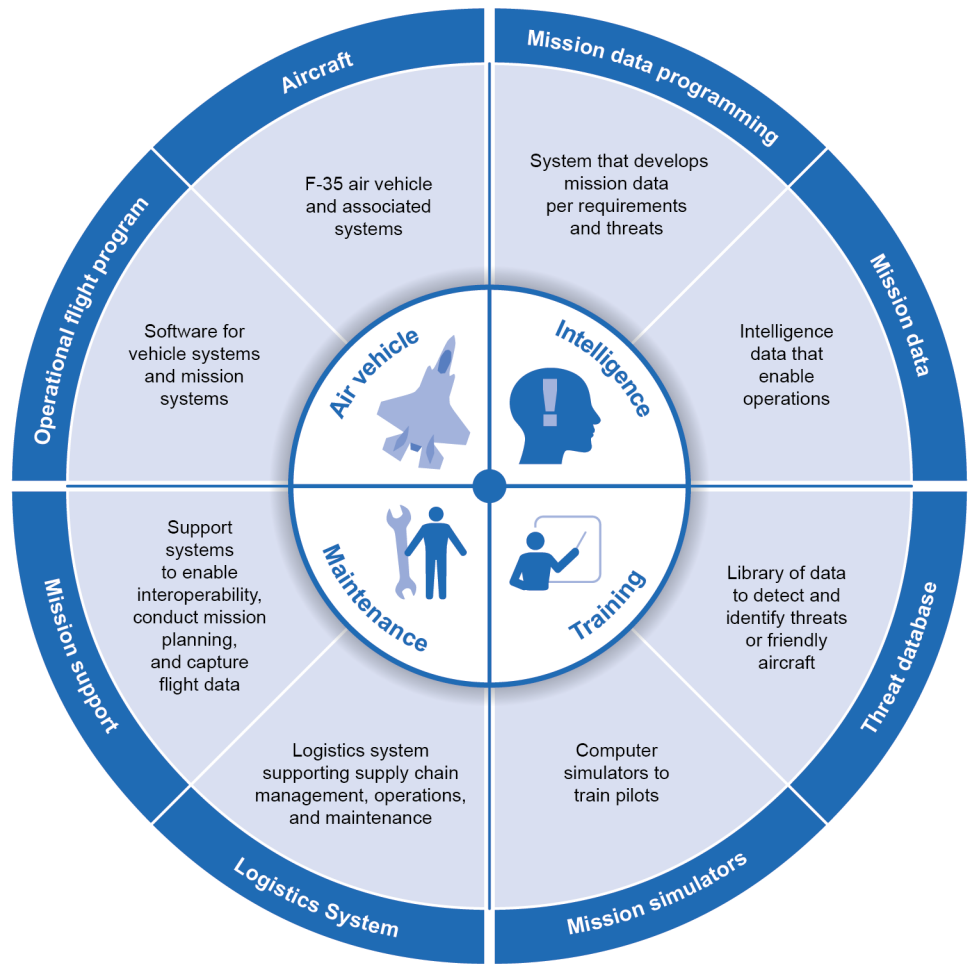 Aircraft
F-35 air vehicle
and associated
systems
Mission data programming
System that develops
mission data
per requirements
and threats
Operational flight program
Software for
vehicle systems
and mission
systems
Mission data
Intelligence
data that
enable
operations
Air vehicle
Intelligence
Maintenance
Training
Mission support
Support
systems
to enable
interoperability,
conduct mission
planning,
and capture
flight data
Threat database
Library of data
to detect and
identify threats
or friendly
aircraft
Logistics system
supporting supply chain
management, operations,
and maintenance
Logistics System
Computer
simulators to
train pilots
Mission simulators